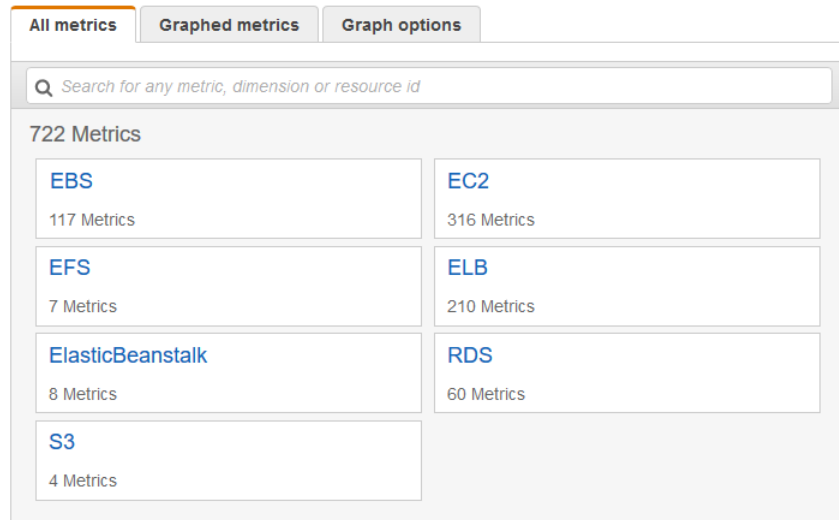 All metrics Graphed metrics Graph options
Search for any metric, dimension or resource id
722 Metrics
EBS
117 Metrics
EC2
316 Metrics
EFS
7 Metrics
ELB
210 Metrics
ElasticBeanstalk
8 Metrics
RDS
60 Metrics
S3
4 Metrics